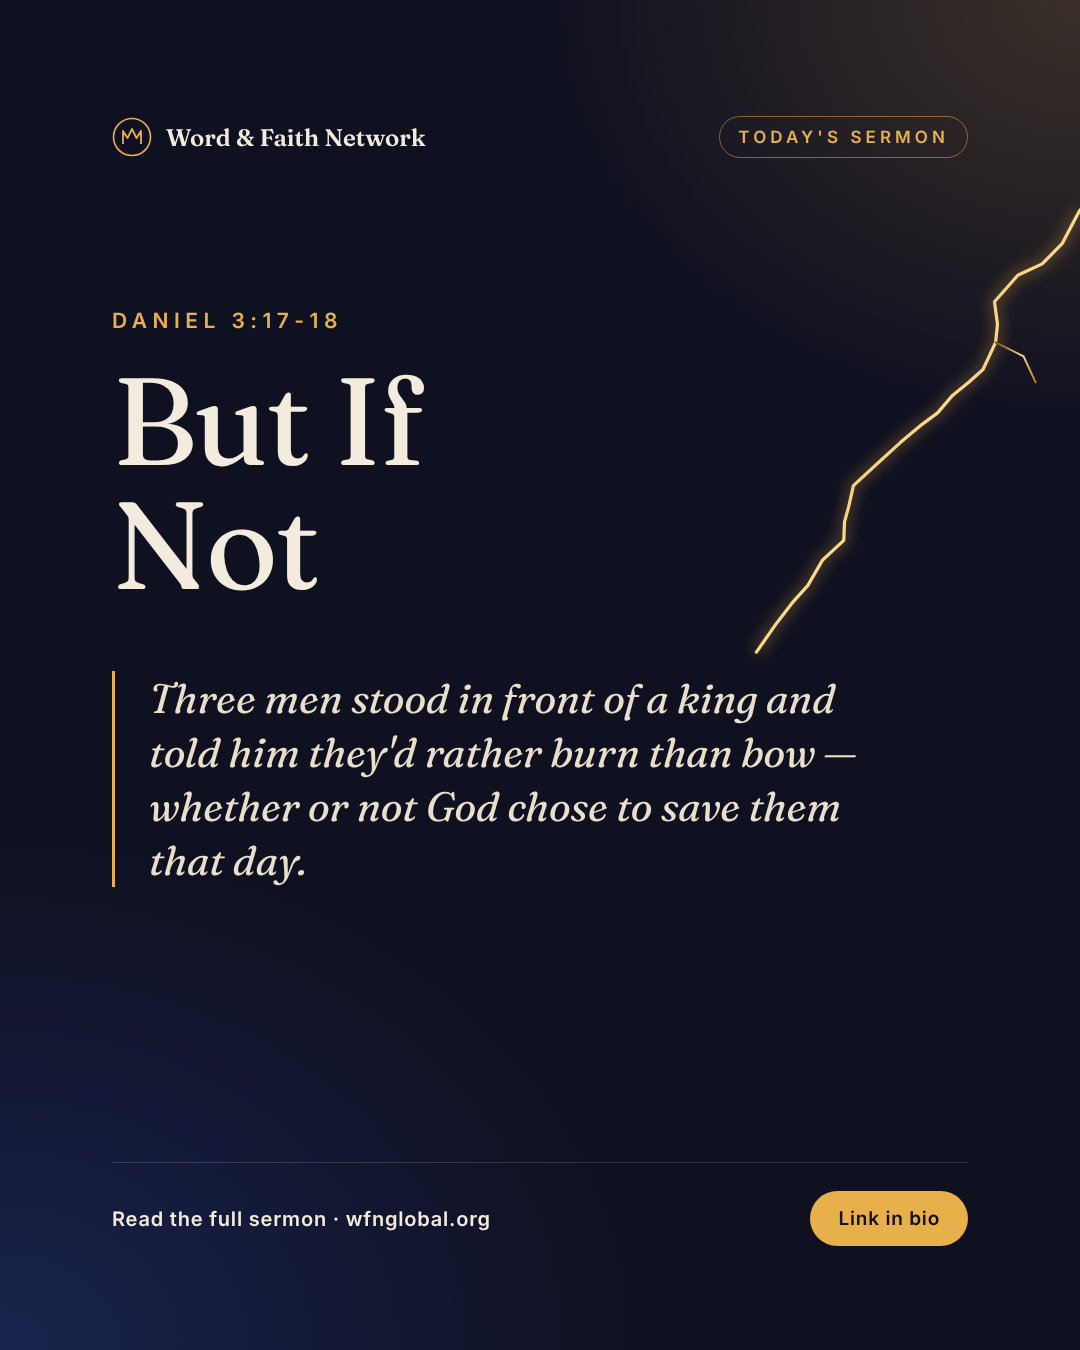 Word & Faith Network
TODAY'S SERMON
DANIEL 3:17-18
But If
Not
Three men stood in front of a king and
told him they'd rather burn than bow —
whether or not God chose to save them
that day.
Read the full sermon · wfnglobal.org
Link in bio